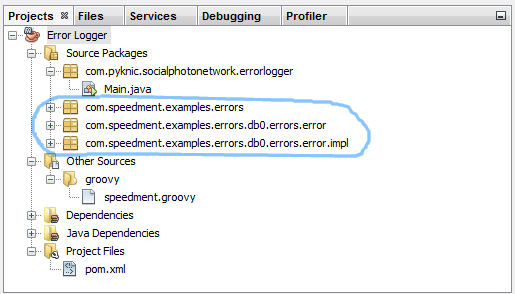 Projects Files Services Debugging Profiler
Error Logger
Source Packages
com.pyknic.socialphotonetwork.errorlogger
Main.java
com.speedment.examples.errors
com.speedment.examples.errors.db0.errors.error
com.speedment.examples.errors.db0.errors.error.impl
Other Sources
groovy
speedment.groovy
Dependencies
Java Dependencies
Project Files
pom.xml